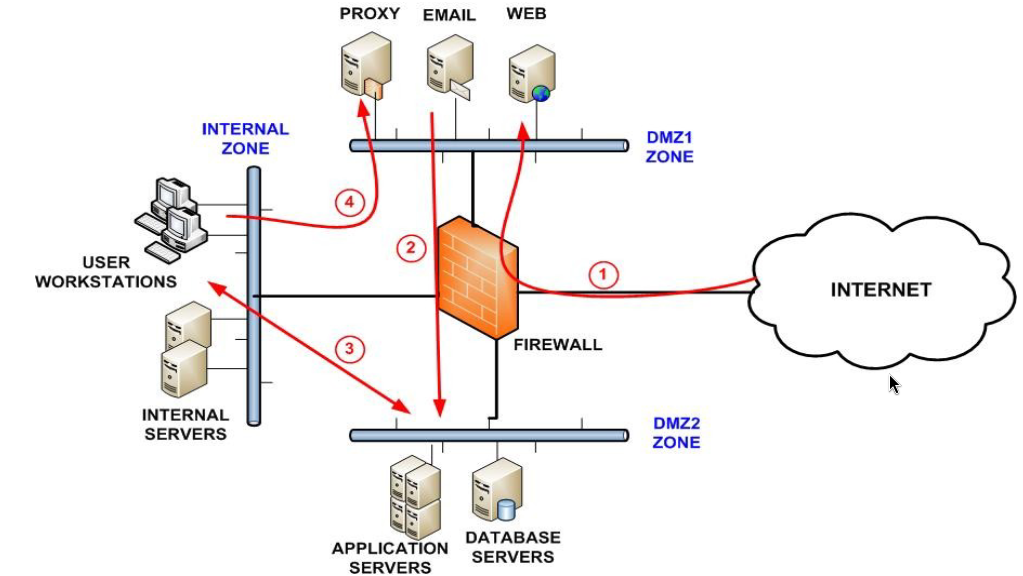 PROXY
EMAIL
WEB
INTERNAL
ZONE
DMZ1
ZONE
4
2
1
USER
WORKSTATIONS
INTERNET
3
FIREWALL
INTERNAL
SERVERS
DMZ2
ZONE
APPLICATION
SERVERS
DATABASE
SERVERS